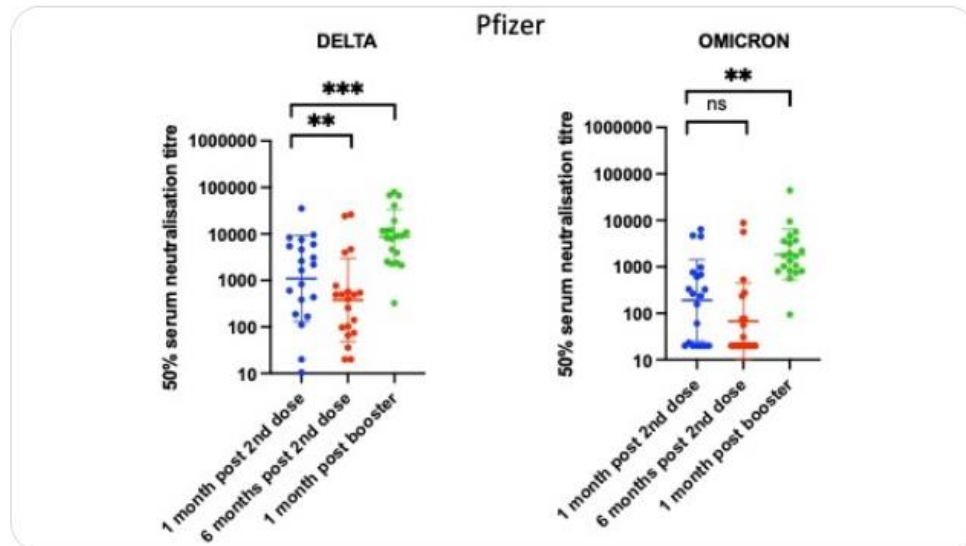 Pfizer
DELTA
***
**
50% serum neutralisation titre
1000000
100000
10000
1000
100
10
1 month post 2nd dose
6 months post 2nd dose
1 month post booster
OMICRON
**
ns
50% serum neutralisation titre
1000000
100000
10000
1000
100
10
1 month post 2nd dose
6 months post 2nd dose
1 month post booster